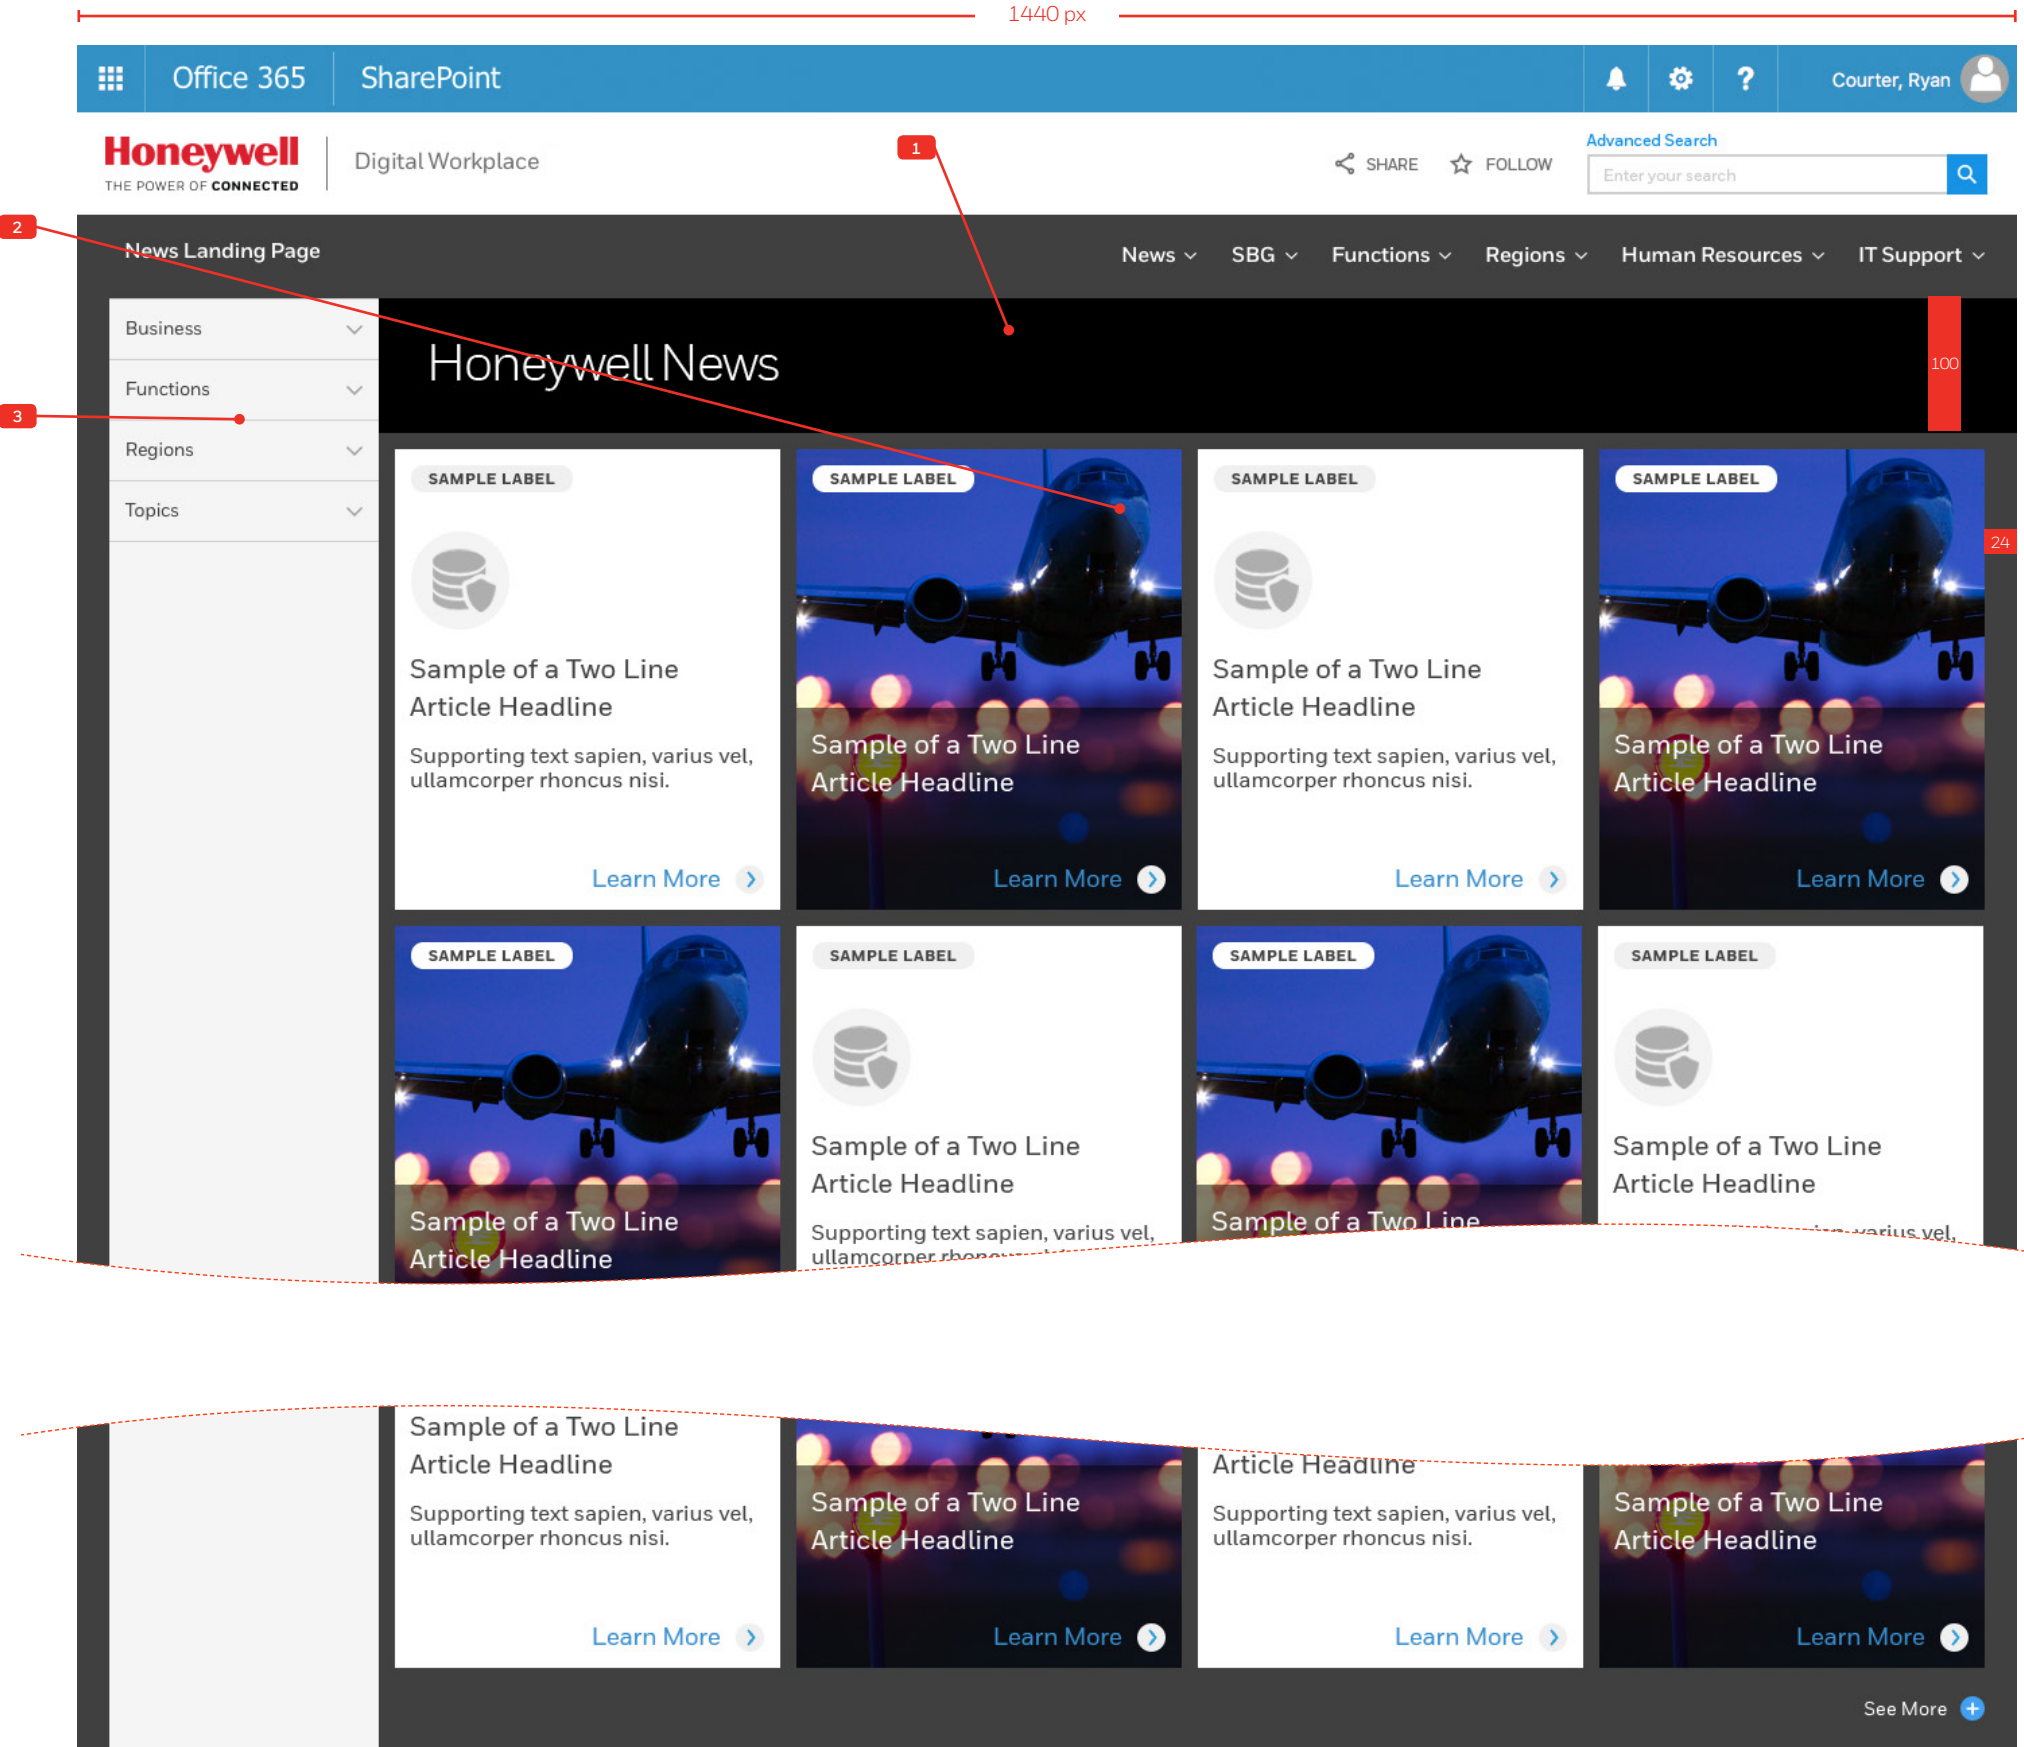 1440 px
Office 365
SharePoint
?
Courter, Ryan
Honeywell
THE POWER OF CONNECTED
Digital Workplace
1
SHARE
FOLLOW
Advanced Search
Enter your search
2
News Landing Page
News
SBG
Functions
Regions
Human Resources
IT Support
Business
Functions
Regions
Topics
3
Honeywell News
100
24
SAMPLE LABEL
Sample of a Two Line
Article Headline
Supporting text sapien, varius vel,
ullamcorper rhoncus nisi.
Learn More
SAMPLE LABEL
Sample of a Two Line
Article Headline
Learn More
SAMPLE LABEL
Sample of a Two Line
Article Headline
Supporting text sapien, varius vel,
ullamcorper rhoncus nisi.
Learn More
SAMPLE LABEL
Sample of a Two Line
Article Headline
Learn More
SAMPLE LABEL
Sample of a Two Line
Article Headline
SAMPLE LABEL
Sample of a Two Line
Article Headline
Supporting text sapien, varius vel,
ullamcorper
SAMPLE LABEL
Sample of a Two Line
SAMPLE LABEL
Sample of a Two Line
Article Headline
varius vel,
Sample of a Two Line
Article Headline
Supporting text sapien, varius vel,
ullamcorper rhoncus nisi.
Learn More
Sample of a Two Line
Article Headline
Learn More
Article Headline
Supporting text sapien, varius vel,
ullamcorper rhoncus nisi.
Learn More
Sample of a Two Line
Article Headline
Learn More
See More